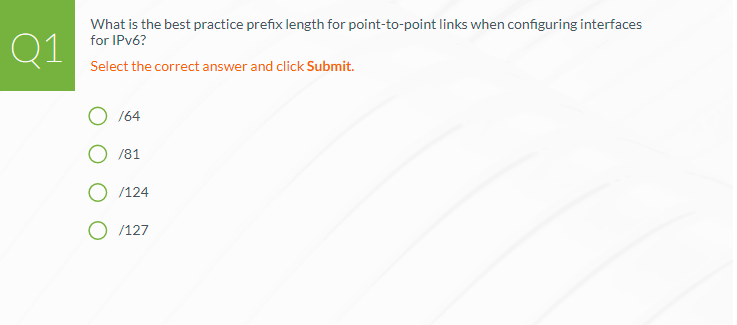 Q1
What is the best practice prefix length for point-to-point links when configuring interfaces
for IPv6?
Select the correct answer and click Submit.
/64
/81
/124
/127